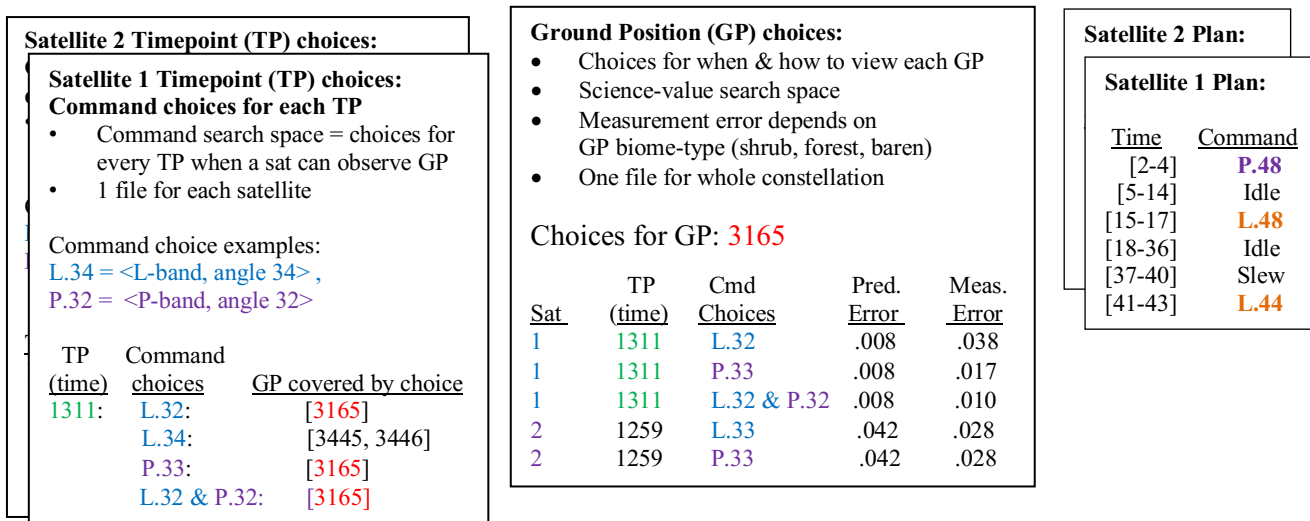 Satellite 2 Timepoint (TP) choices:
Satellite 1 Timepoint (TP) choices:
Command choices for each TP
• Command search space = choices for
every TP when a sat can observe GP
• 1 file for each satellite
Command choice examples:
L.34 = <L-band, angle 34> ,
P.32 = <P-band, angle 32>
TP Command
(time) choices GP covered by choice
1311: L.32: [3165]
L.34: [3445, 3446]
P.33: [3165]
L.32 & P.32: [3165]
Ground Position (GP) choices:
• Choices for when & how to view each GP
• Science-value search space
• Measurement error depends on
GP biome-type (shrub, forest, baren)
• One file for whole constellation
Choices for GP: 3165
TP Cmd Pred. Meas.
Sat (time) Choices Error Error
1 1311 L.32 .008 .038
1 1311 P.33 .008 .017
1 1311 L.32 & P.32 .008 .010
2 1259 L.33 .042 .028
2 1259 P.33 .042 .028
Satellite 2 Plan:
Satellite 1 Plan:
Time Command
[2-4] P.48
[5-14] Idle
[15-17] L.48
[18-36] Idle
[37-40] Slew
[41-43] L.44